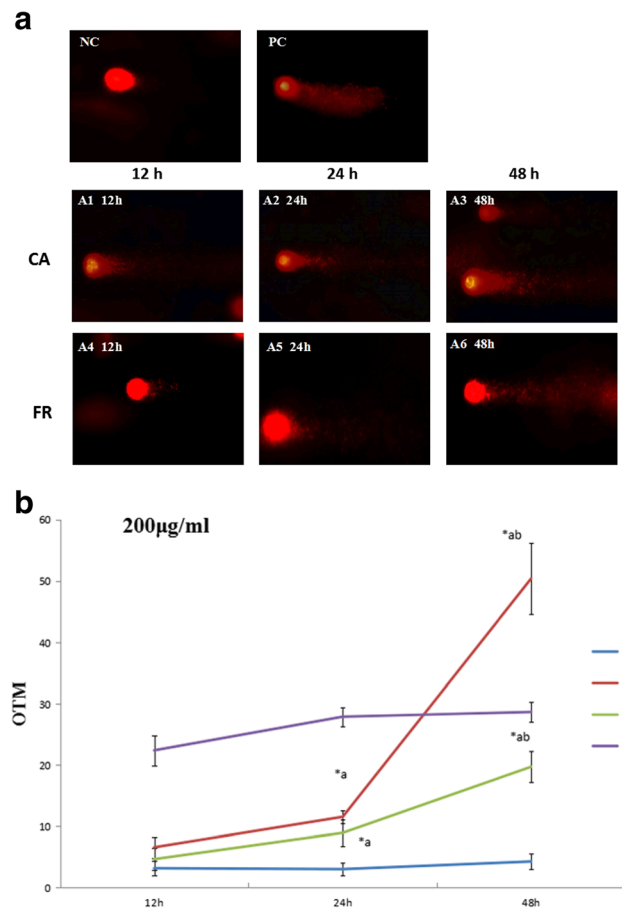 a
NC
PC
12 h
24 h
48 h
A1 12h
A2 24h
A3 48h
CA
A4 12h
A5 24h
A6 48h
FR
b
200µg/ml
60
50
40
30
20
10
0
OTM
*ab
*ab
*a
*a
12h
24h
48h